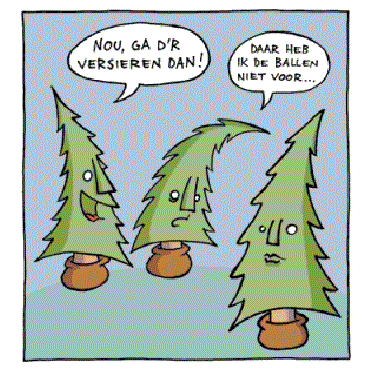 NOU, GA D'R
VERSIEREN DAN!
DAAR HEB
IK DE BALLEN
NIET VOOR...